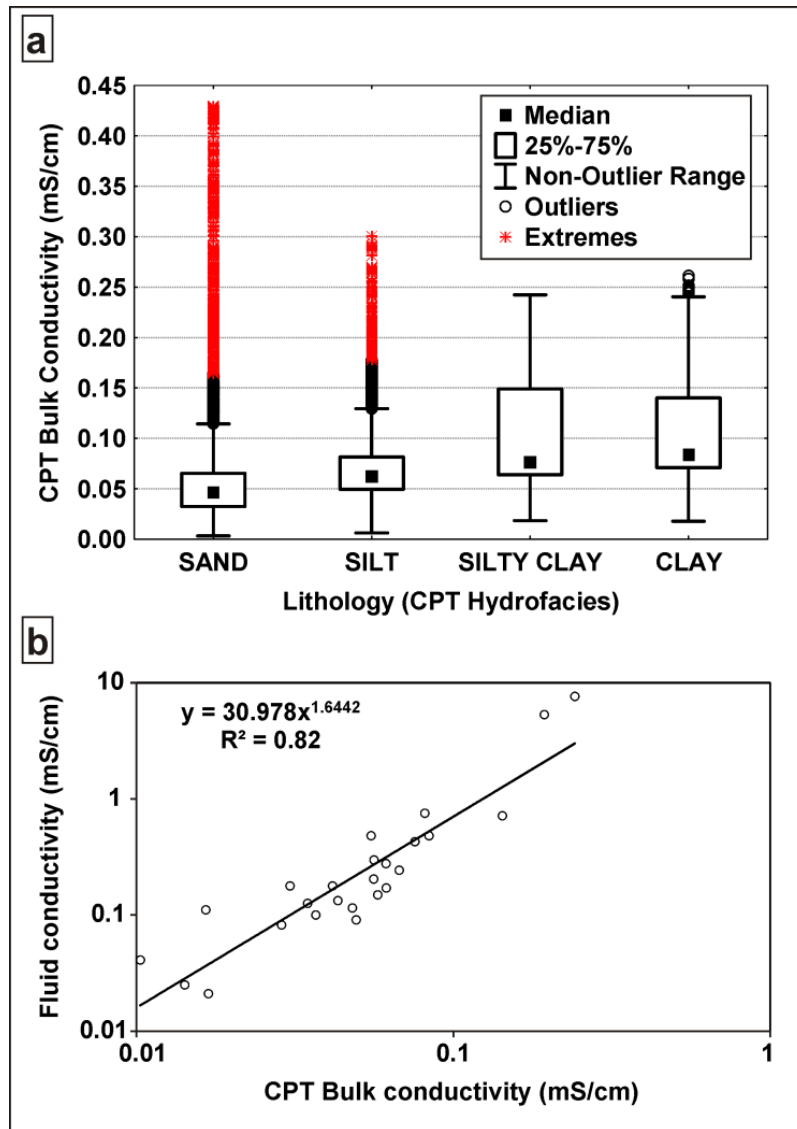 a
CPT Bulk Conductivity (mS/cm)
0.45
0.40
0.35
0.30
0.25
0.20
0.15
0.10
0.05
0.00
Median
25%-75%
Non-Outlier Range
Outliers
Extremes
SAND SILT SILTY CLAY CLAY
Lithology (CPT Hydrofacies)
b
Fluid conductivity (mS/cm)
10
1
0.1
0.01
y = 30.978x^1.6442
R² = 0.82
0.01 0.1 1
CPT Bulk conductivity (mS/cm)